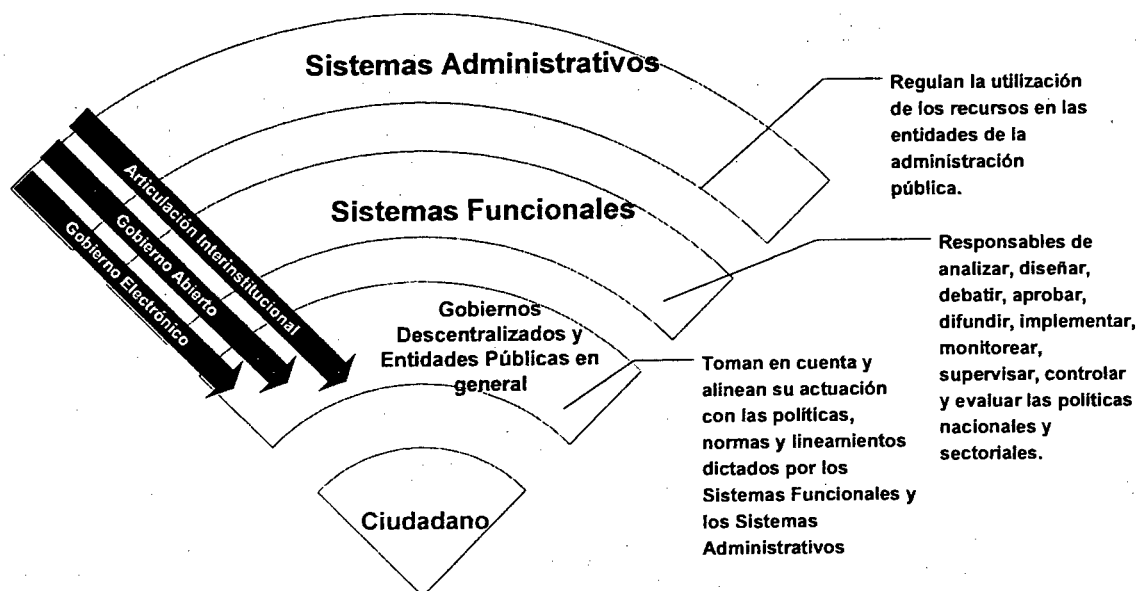 Sistemas Administrativos
Regulan la utilización
de los recursos en las
entidades de la
administración
pública.
Articulación Interinstitucional
Gobierno Abierto
Gobierno Electrónico
Sistemas Funcionales
Responsables de
analizar, diseñar,
debatir, aprobar,
difundir, implementar,
monitorear,
supervisar, controlar
y evaluar las políticas
nacionales y
sectoriales.
Gobiernos
Descentralizados y
Entidades Públicas en
general
Toman en cuenta y
alinean su actuación
con las políticas,
normas y lineamientos
dictados por los
Sistemas Funcionales y
los Sistemas
Administrativos
Ciudadano